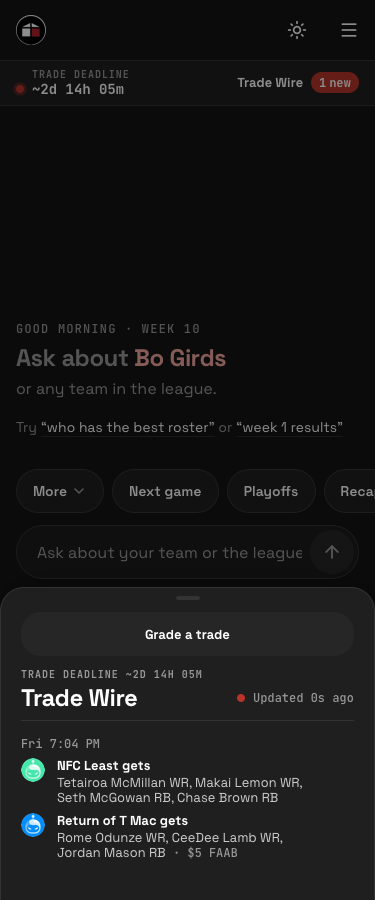 TRADE DEADLINE
~2d 14h 05m
Trade Wire 1 new
GOOD MORNING · WEEK 10
Ask about Bo Girds
or any team in the league.
Try “who has the best roster” or “week 1 results”
More Next game Playoffs Reca
Ask about your team or the league
Grade a trade
TRADE DEADLINE ~2D 14H 05M
Trade Wire Updated 0s ago
Fri 7:04 PM
NFC Least gets
Tetairoa McMillan WR, Makai Lemon WR,
Seth McGowan RB, Chase Brown RB
Return of T Mac gets
Rome Odunze WR, CeeDee Lamb WR,
Jordan Mason RB · $5 FAAB